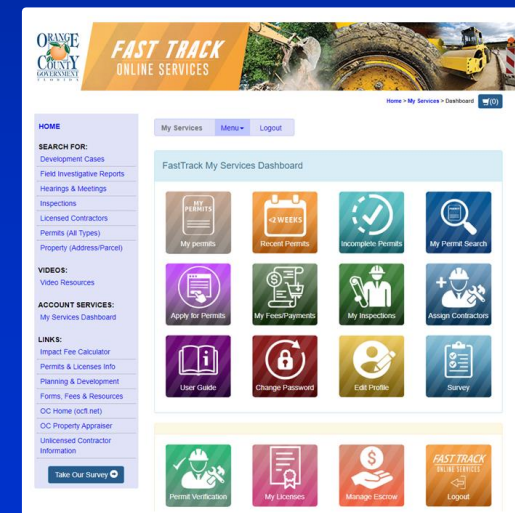 ORANGE
COUNTY
GOVERNMENT
FLORIDA
FAST TRACK
ONLINE SERVICES
Home > My Services > Dashboard
(0)
HOME
SEARCH FOR:
Development Cases
Field Investigative Reports
Hearings & Meetings
Inspections
Licensed Contractors
Permits (All Types)
Property (Address/Parcel)
VIDEOS:
Video Resources
ACCOUNT SERVICES:
My Services Dashboard
LINKS:
Impact Fee Calculator
Permits & Licenses Info
Planning & Development
Forms, Fees & Resources
OC Home (ocfl.net)
OC Property Appraiser
Unlicensed Contractor
Information
Take Our Survey
My Services Menu Logout
FastTrack My Services Dashboard
MY
PERMITS
My permits
<2 WEEKS
Recent Permits
Incomplete Permits
My Permit Search
Apply for Permits
My Fees/Payments
My Inspections
Assign Contractors
User Guide
Change Password
Edit Profile
Survey
Permit Verification
My Licenses
Manage Escrow
FAST TRACK
ONLINE SERVICES
Logout